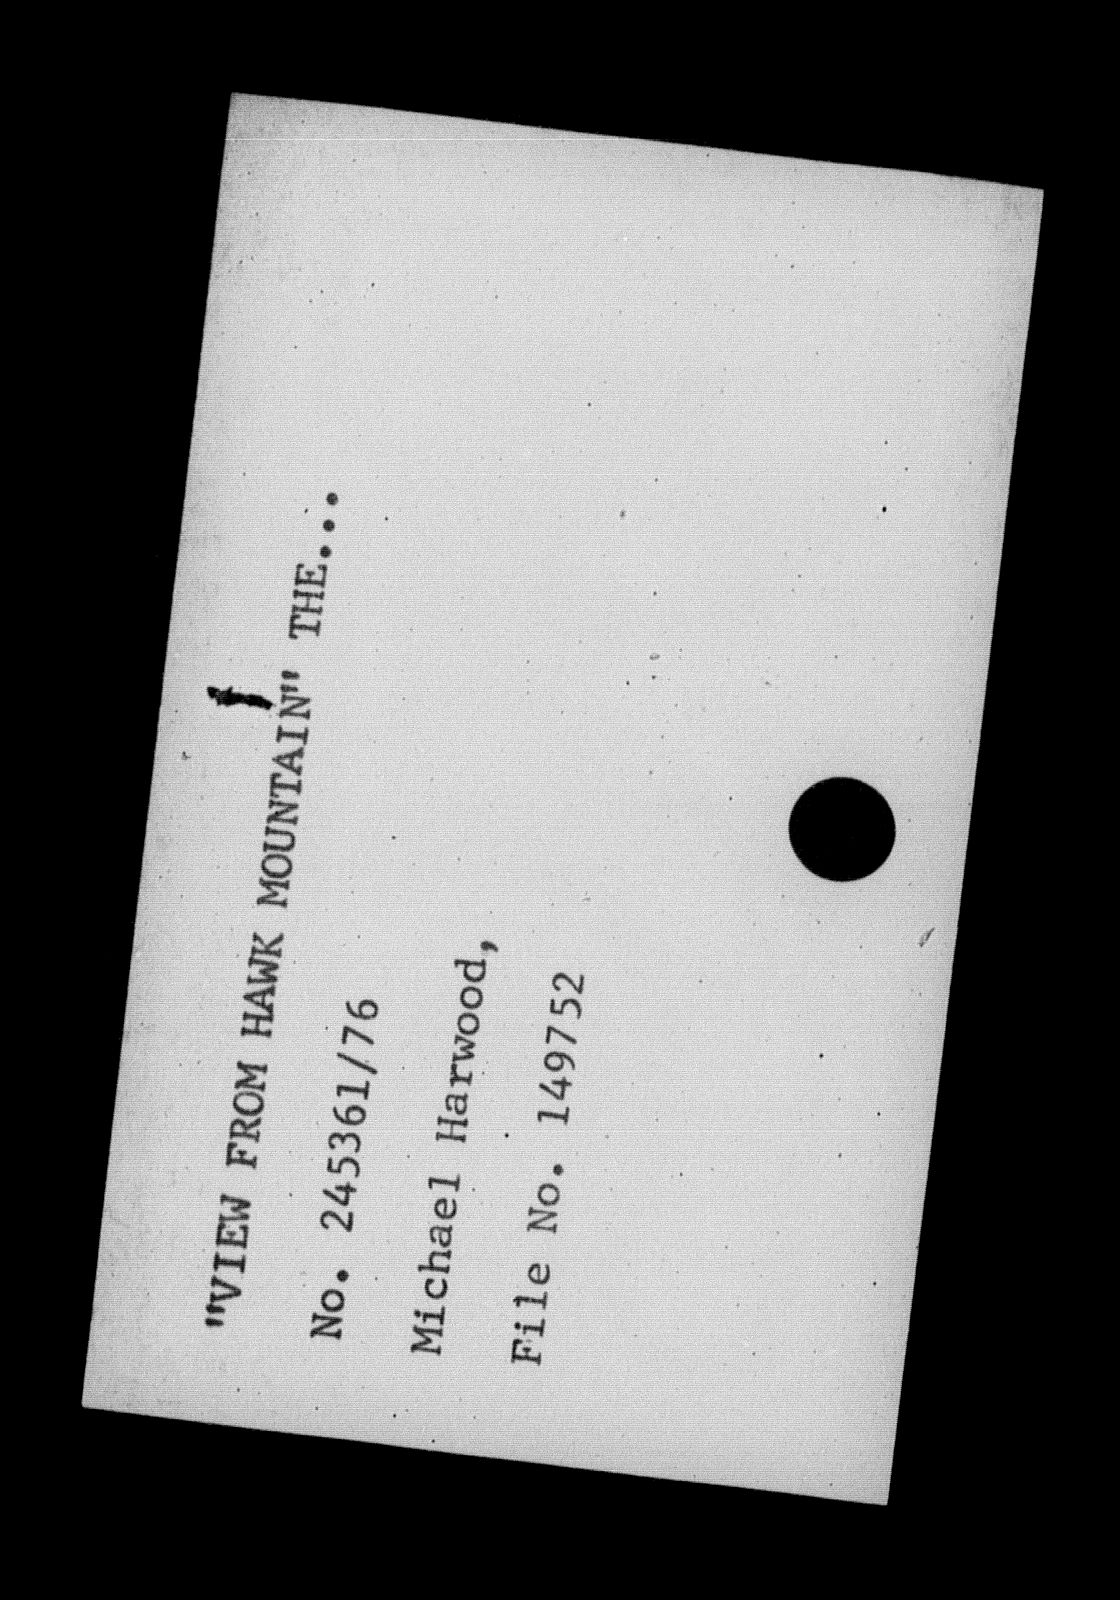 "VIEW FROM HAWK MOUNTAIN" THE...
No. 245361/76
Michael Harwood,
File No. 149752